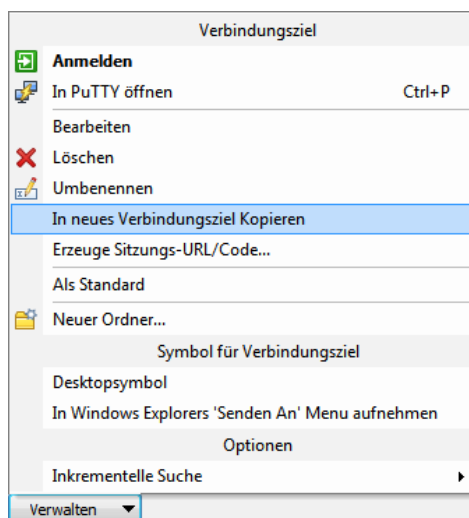 Verbindungsziel
Anmelden
In PuTTY öffnen Ctrl+P
Bearbeiten
Löschen
Umbenennen
In neues Verbindungsziel Kopieren
Erzeuge Sitzungs-URL/Code...
Als Standard
Neuer Ordner...
Symbol für Verbindungsziel
Desktopsymbol
In Windows Explorers 'Senden An' Menu aufnehmen
Optionen
Inkrementelle Suche
Verwalten